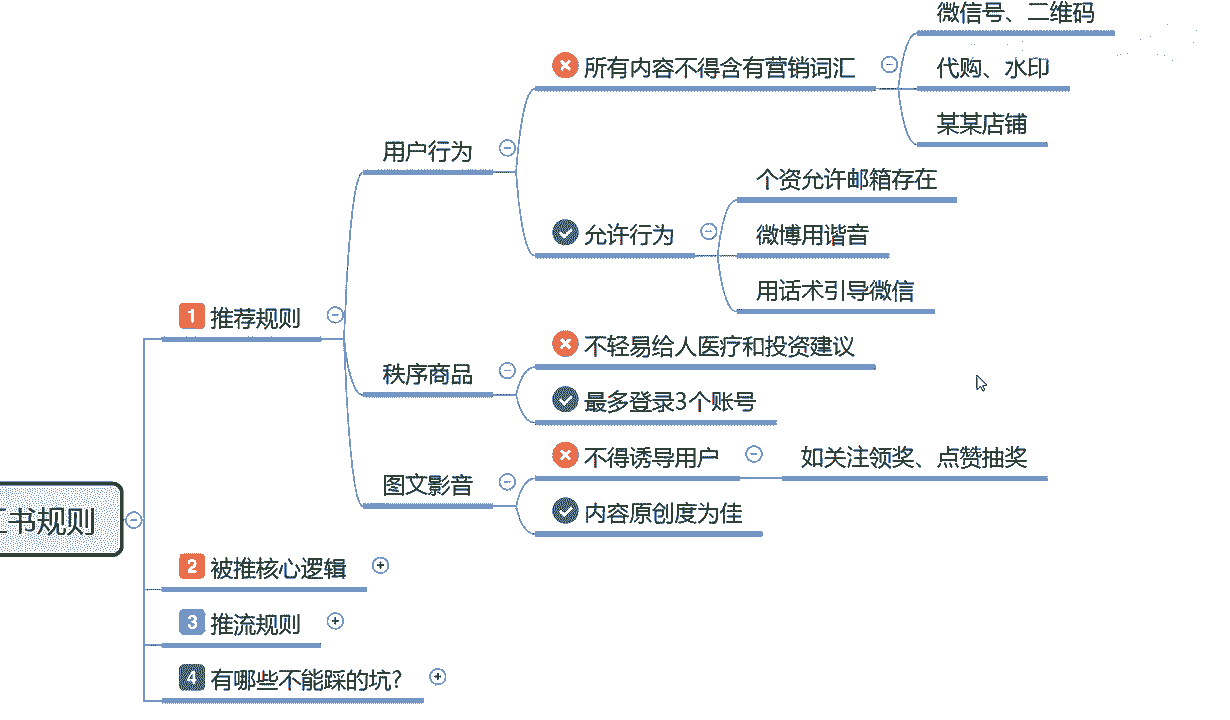 微信号、二维码
所有内容不得含有营销词汇
代购、水印
某某店铺
用户行为
个资允许邮箱存在
允许行为
微博用谐音
用话术引导微信
1 推荐规则
不轻易给人医疗和投资建议
秩序商品
最多登录3个账号
不得诱导用户
如关注领奖、点赞抽奖
图文影音
内容原创度为佳
书规则
2 被推核心逻辑
3 推流规则
4 有哪些不能踩的坑?